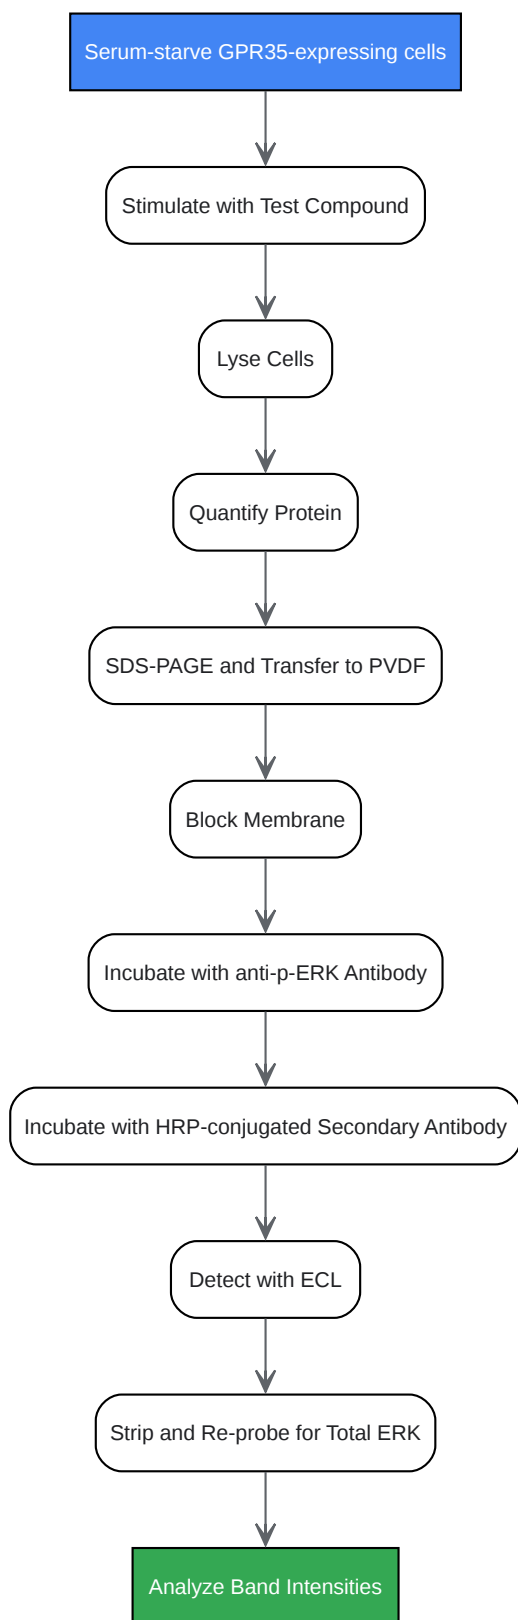 Serum-starve GPR35-expressing cells
Stimulate with Test Compound
Lyse Cells
Quantify Protein
SDS-PAGE and Transfer to PVDF
Block Membrane
Incubate with anti-p-ERK Antibody
Incubate with HRP-conjugated Secondary Antibody
Detect with ECL
Strip and Re-probe for Total ERK
Analyze Band Intensities